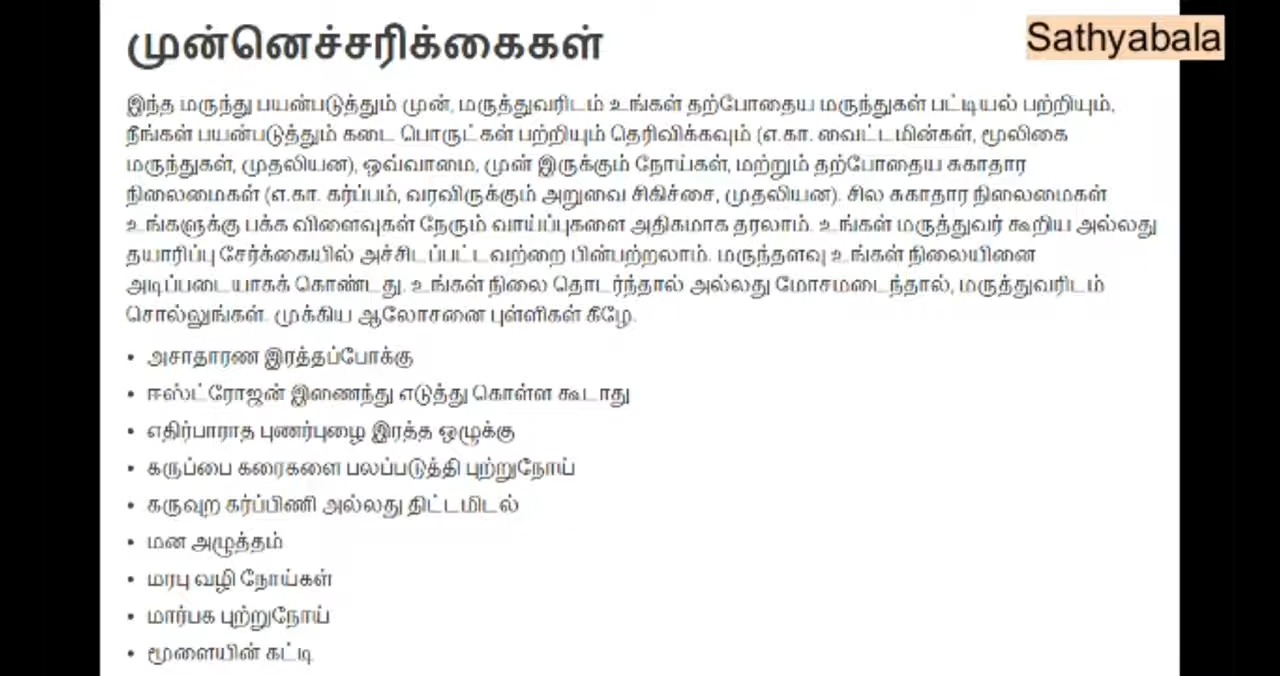 முன்னெச்சரிக்கைகள்
Sathyabala
இந்த மருந்து பயன்படுத்தும் முன், மருத்துவரிடம் உங்கள் தற்போதைய மருந்துகள் பட்டியல் பற்றியும்,
நீங்கள் பயன்படுத்தும் கடை பொருட்கள் பற்றியும் தெரிவிக்கவும் (எ.கா. வைட்டமின்கள், மூலிகை
மருந்துகள், முதலியன), ஒவ்வாமை, முன் இருக்கும் நோய்கள், மற்றும் தற்போதைய சுகாதார
நிலைமைகள் (எ.கா. கர்ப்பம், வரவிருக்கும் அறுவை சிகிச்சை, முதலியன). சில சுகாதார நிலைமைகள்
உங்களுக்கு பக்க விளைவுகள் நேரும் வாய்ப்புகளை அதிகமாக தரலாம். உங்கள் மருத்துவர் கூறிய அல்லது
தயாரிப்பு சேர்க்கையில் அச்சிடப்பட்டவற்றை பின்பற்றலாம். மருந்தளவு உங்கள் நிலையினை
அடிப்படையாகக் கொண்டது. உங்கள் நிலை தொடர்ந்தால் அல்லது மோசமடைந்தால், மருத்துவரிடம்
சொல்லுங்கள். முக்கிய ஆலோசனை புள்ளிகள் கீழே.
• அசாதாரண இரத்தப்போக்கு
• ஈஸ்ட்ரோஜன் இணைந்து எடுத்து கொள்ள கூடாது
• எதிர்பாராத புணர்புழை இரத்த ஒழுக்கு
• கருப்பை கரைகளை பலப்படுத்தி புற்றுநோய்
• கருவுற கர்ப்பிணி அல்லது திட்டமிடல்
• மன அழுத்தம்
• மரபு வழி நோய்கள்
• மார்பக புற்றுநோய்
• மூளையின் கட்டி